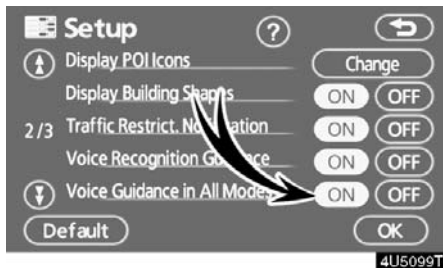 Setup ?
Display POI Icons Change
Display Building Shapes ON OFF
2/3 Traffic Restrict. Notification ON OFF
Voice Recognition Guidance ON OFF
Voice Guidance in All Modes ON OFF
Default OK
4U5099T